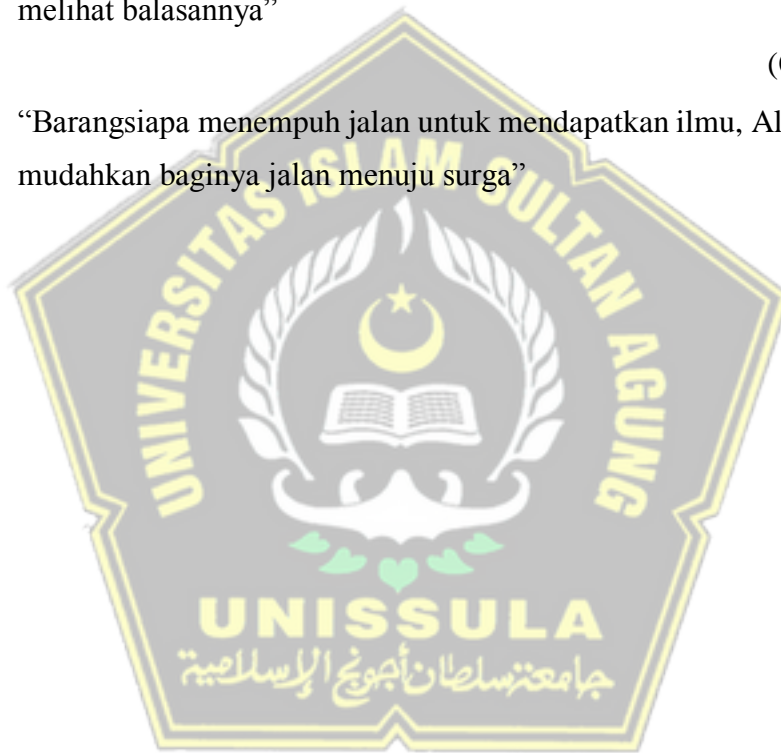 melihat balasannya”
(
“Barangsiapa menempuh jalan untuk mendapatkan ilmu,
mudahkan baginya jalan menuju surga”
UNIVERSITAS ISLAM SULTAN AGUNG
UNISSULA
جامعة سلطان أجونج الإسلامية